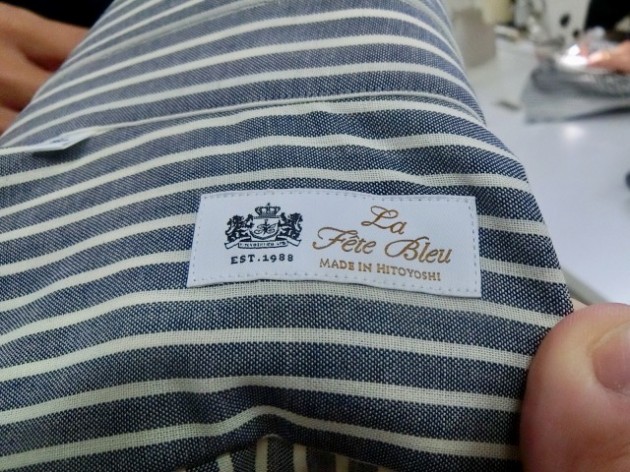 EST.1988
La
Fête Bleu
MADE IN HITOYOSHI